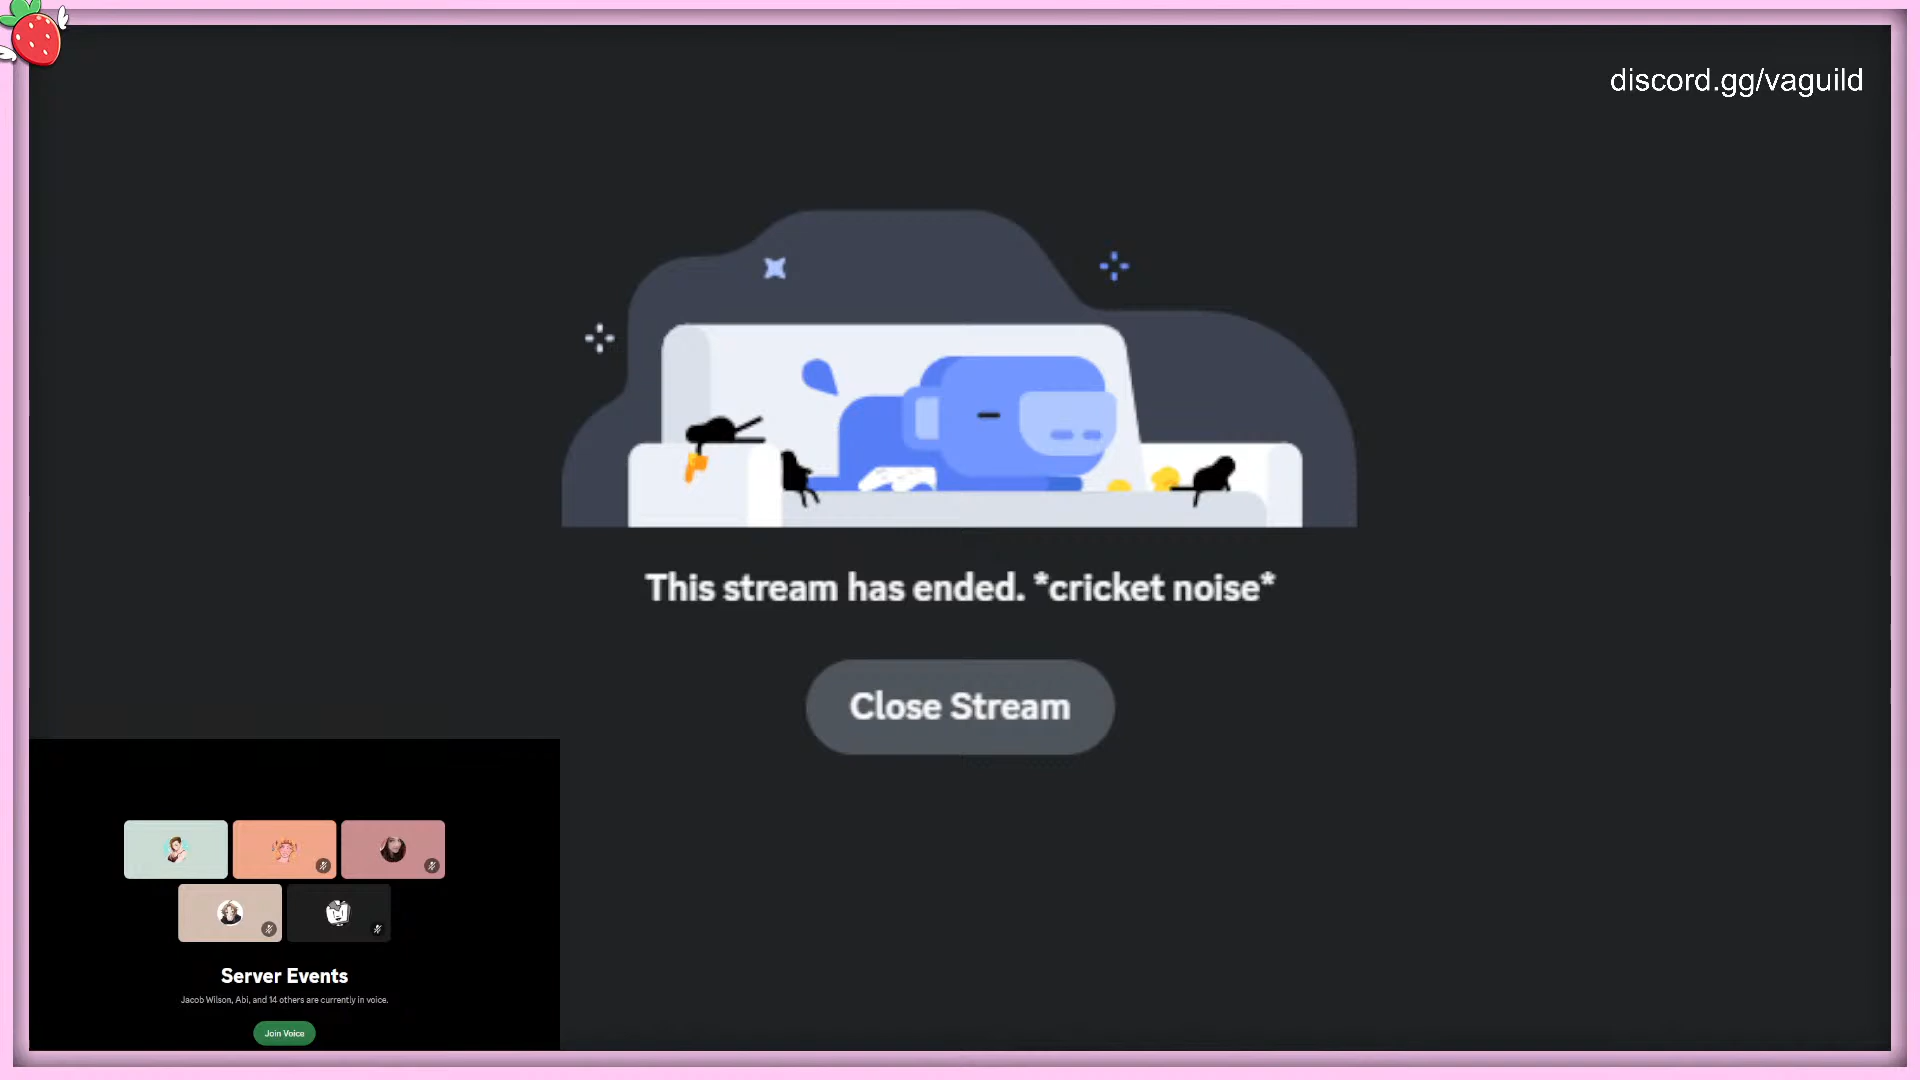 discord.gg/vaguild
This stream has ended. *cricket noise*
Close Stream
Server Events
Jacob Wilson, Abi, and 14 others are currently in voice.
Join Voice